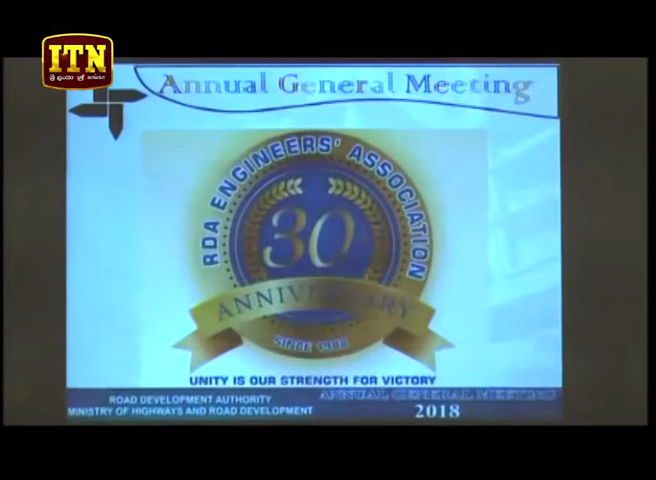 ITN
ශ්‍රී ලංකා ශ්‍රී නෙතට
Annual General Meeting
RDA ENGINEERS' ASSOCIATION
30
ANNIVERSARY
SINCE 1988
UNITY IS OUR STRENGTH FOR VICTORY
ROAD DEVELOPMENT AUTHORITY
MINISTRY OF HIGHWAYS AND ROAD DEVELOPMENT
ANNUAL GENERAL MEETING
2018